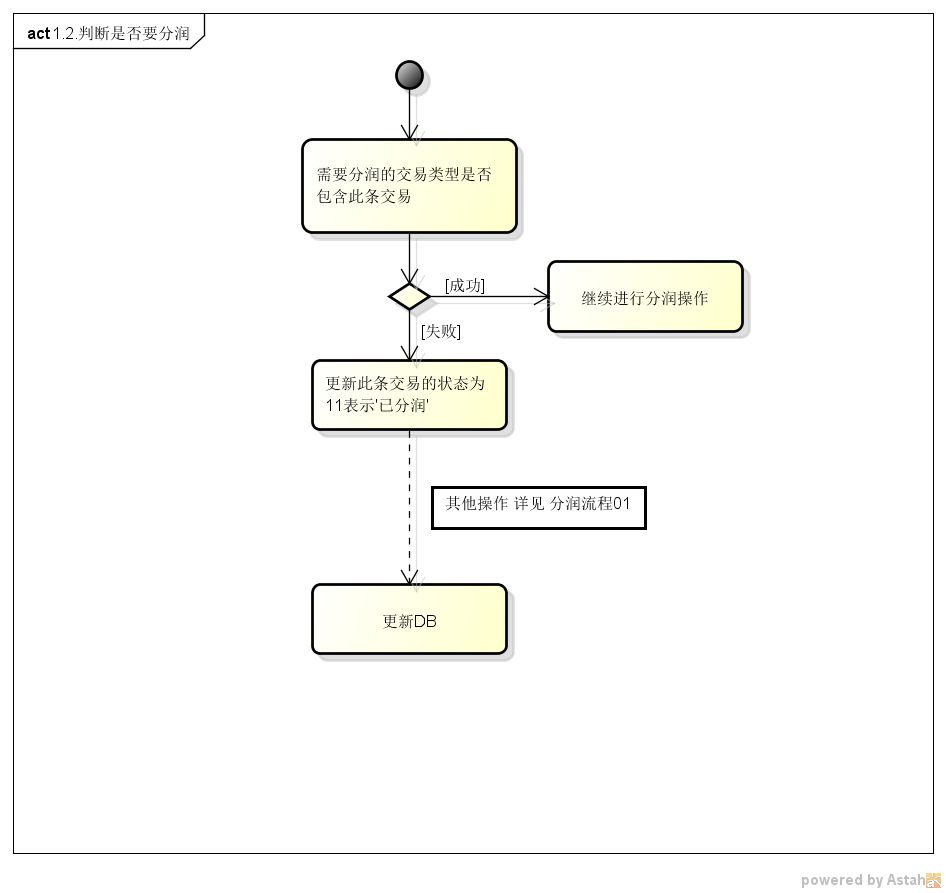 act 1.2.判断是否要分润
需要分润的交易类型是否
包含此条交易
[成功]
继续进行分润操作
[失败]
更新此条交易的状态为
11表示'已分润'
其他操作 详见 分润流程01
更新DB
powered by Astah